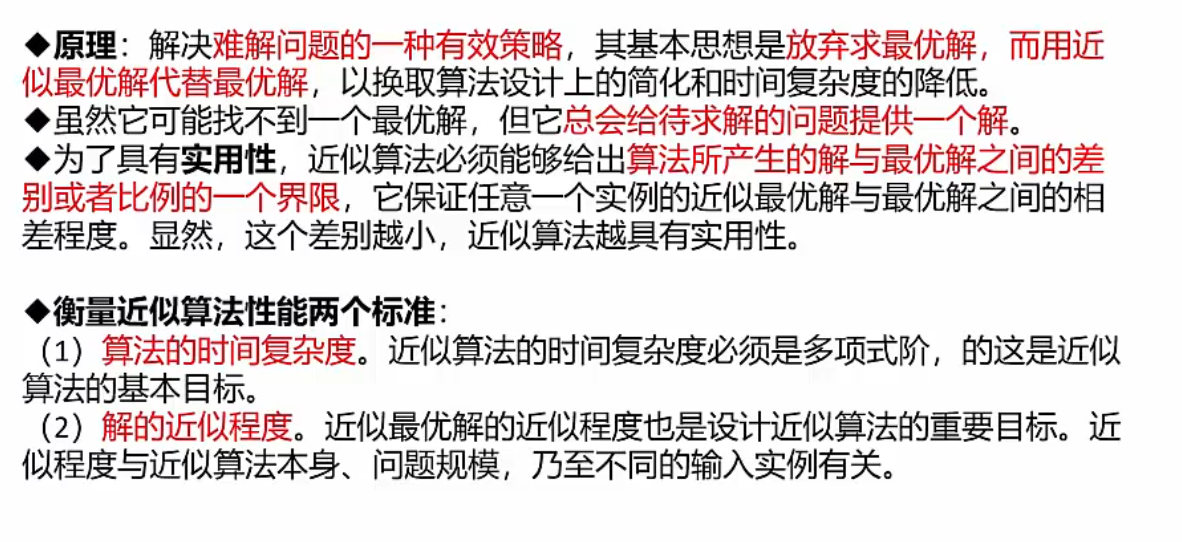 ◆原理：解决难解问题的一种有效策略，其基本思想是放弃求最优解，而用近
似最优解代替最优解，以换取算法设计上的简化和时间复杂度的降低。
◆虽然它可能找不到一个最优解，但它总会给待求解的问题提供一个解。
◆为了具有实用性，近似算法必须能够给出算法所产生的解与最优解之间的差
别或者比例的一个界限，它保证任意一个实例的近似最优解与最优解之间的相
差程度。显然，这个差别越小，近似算法越具有实用性。
◆衡量近似算法性能两个标准：
（1）算法的时间复杂度。近似算法的时间复杂度必须是多项式阶，的这是近似
算法的基本目标。
（2）解的近似程度。近似最优解的近似程度也是设计近似算法的重要目标。近
似程度与近似算法本身、问题规模，乃至不同的输入实例有关。